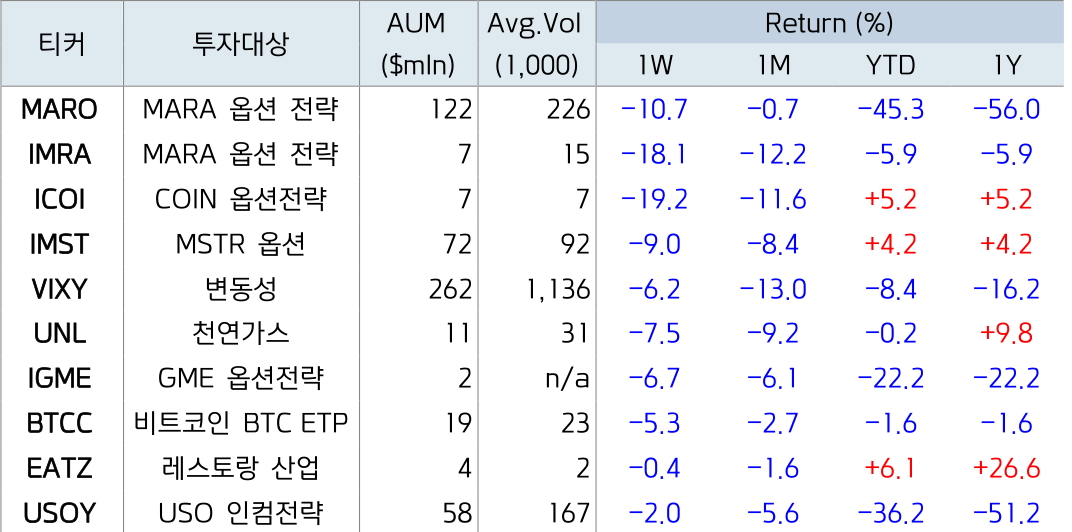 티커 투자대상 AUM ($mln) Avg.Vol (1,000) Return (%)
1W 1M YTD 1Y
MARO MARA 옵션 전략 122 226 -10.7 -0.7 -45.3 -56.0
IMRA MARA 옵션 전략 7 15 -18.1 -12.2 -5.9 -5.9
ICOI COIN 옵션전략 7 7 -19.2 -11.6 +5.2 +5.2
IMST MSTR 옵션 72 92 -9.0 -8.4 +4.2 +4.2
VIXY 변동성 262 1,136 -6.2 -13.0 -8.4 -16.2
UNL 천연가스 11 31 -7.5 -9.2 -0.2 +9.8
IGME GME 옵션전략 2 n/a -6.7 -6.1 -22.2 -22.2
BTCC 비트코인 BTC ETP 19 23 -5.3 -2.7 -1.6 -1.6
EATZ 레스토랑 산업 4 2 -0.4 -1.6 +6.1 +26.6
USOY USO 인컴전략 58 167 -2.0 -5.6 -36.2 -51.2